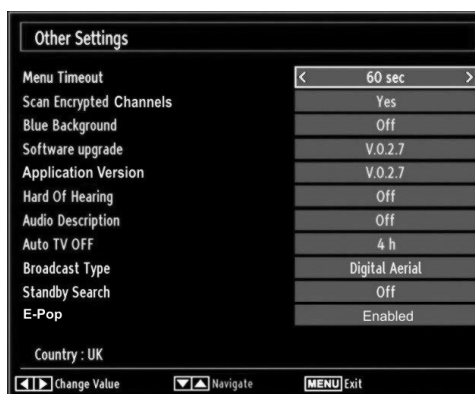 Other Settings
Menu Timeout < 60 sec >
Scan Encrypted Channels Yes
Blue Background Off
Software upgrade V.0.2.7
Application Version V.0.2.7
Hard Of Hearing Off
Audio Description Off
Auto TV OFF 4 h
Broadcast Type Digital Aerial
Standby Search Off
E-Pop Enabled
Country : UK
Change Value Navigate MENU Exit